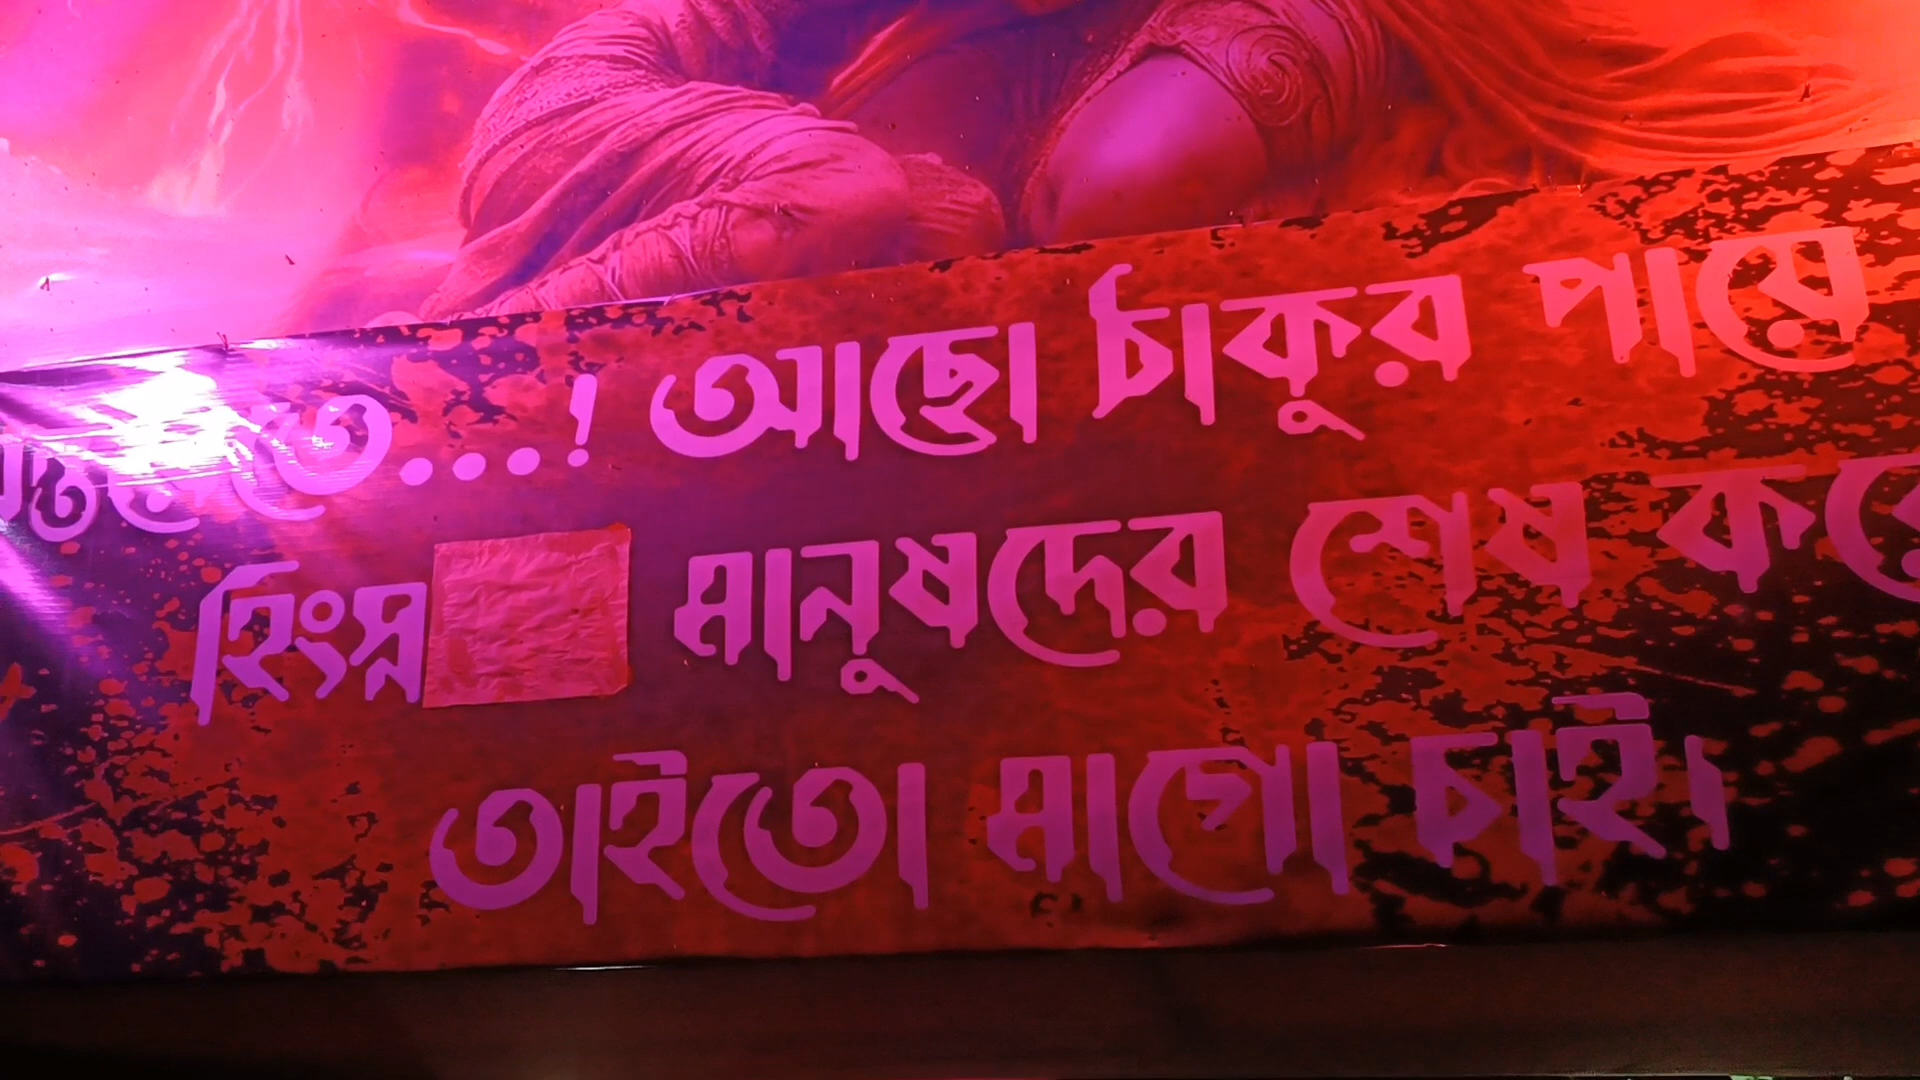 ...! আছো ঠাকুর পায়ে
হিংস্ন মানুষদের শেষ করে
তাইতো মাগো চাই।